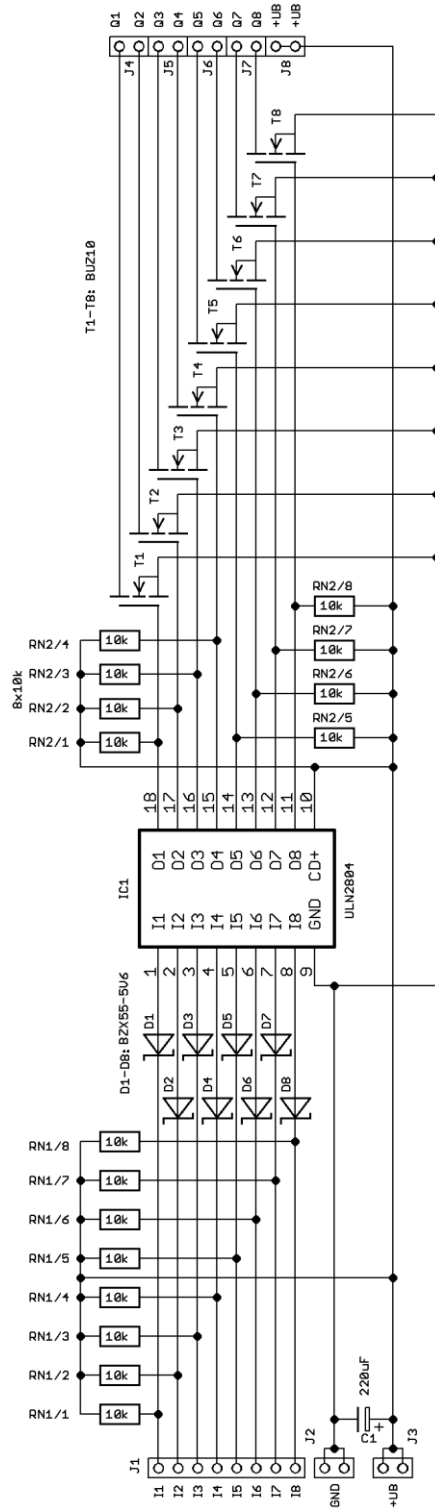 RN1/1
RN1/2
RN1/3
RN1/4
RN1/5
RN1/6
RN1/7
RN1/8
10k
10k
10k
10k
10k
10k
10k
10k
J1
I1
I2
I3
I4
I5
I6
I7
I8
J2
GND
+UB
J3
C1
+
220uF
D1-D8: BZX55-5V6
D1
D2
D3
D4
D5
D6
D7
D8
1
2
3
4
5
6
7
8
9
IC1
I1 D1
I2 D2
I3 D3
I4 D4
I5 D5
I6 D6
I7 D7
I8 D8
GND CD+
ULN2804
18
17
16
15
14
13
12
11
10
8x10k
RN2/1
RN2/2
RN2/3
RN2/4
10k
10k
10k
10k
RN2/5
RN2/6
RN2/7
RN2/8
10k
10k
10k
10k
T1-T8: BUZ10
T1
T2
T3
T4
T5
T6
T7
T8
J4
J5
J6
J7
J8
Q1
Q2
Q3
Q4
Q5
Q6
Q7
Q8
+UB
+UB